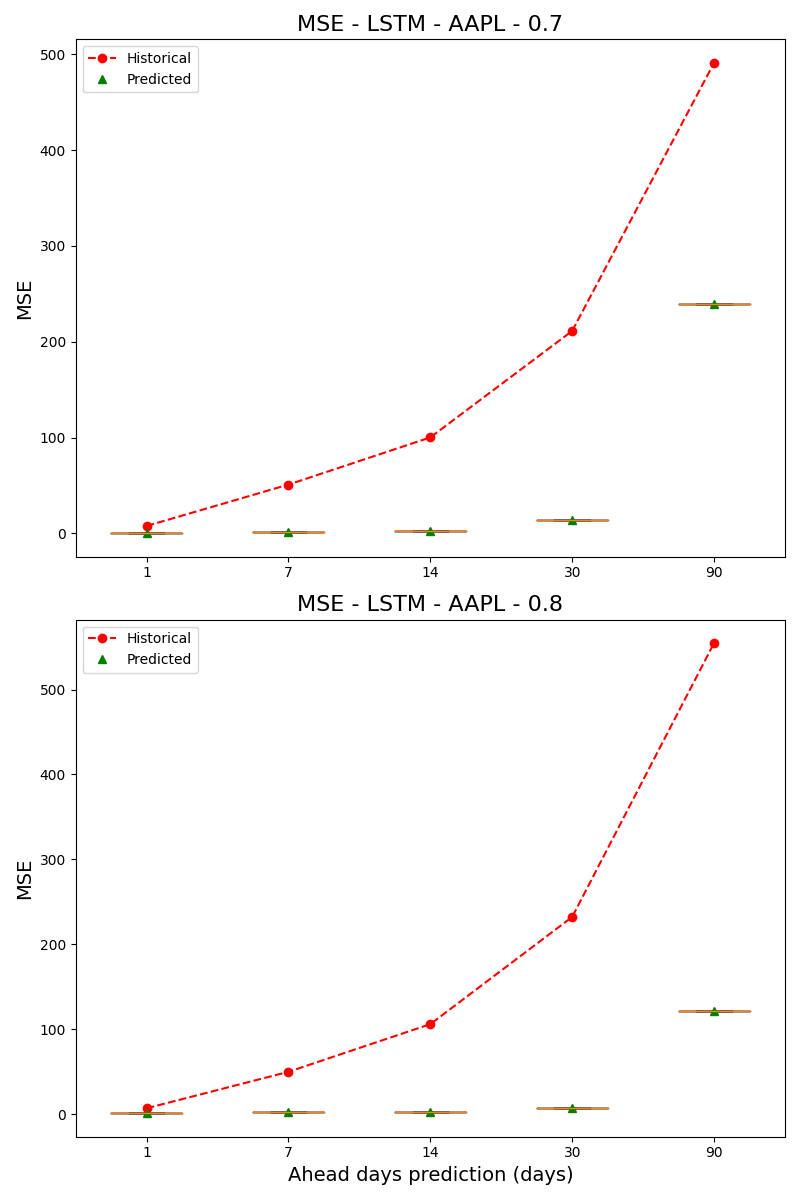 MSE - LSTM - AAPL - 0.7
500
Historical
Predicted
400
300
MSE
200
100
0
1 7 14 30 90
MSE - LSTM - AAPL - 0.8
Historical
Predicted
500
400
300
MSE
200
100
0
1 7 14 30 90
Ahead days prediction (days)